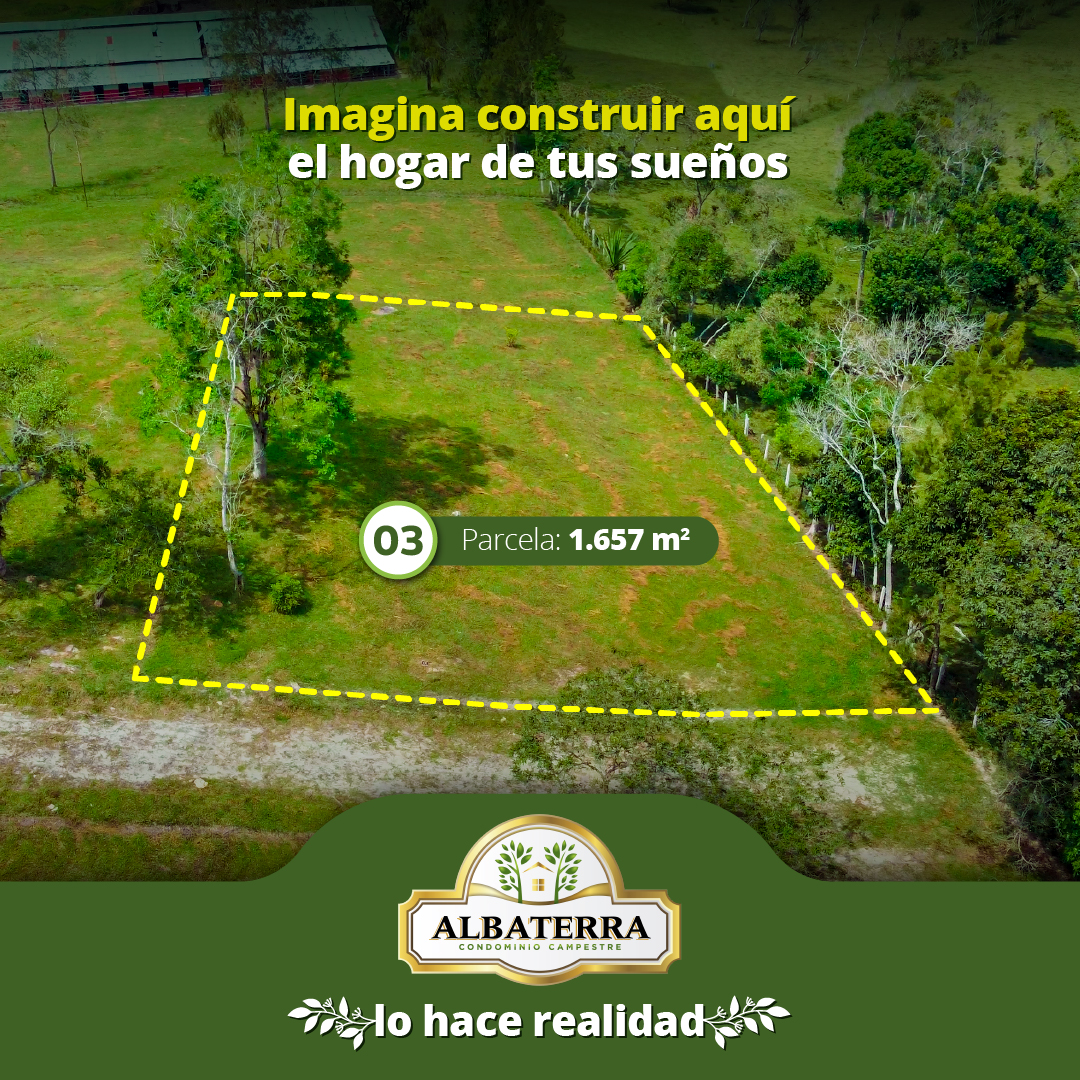 Imagina construir aquí
el hogar de tus sueños
03 Parcela: 1.657 m²
ALBATERRA
CONDOMINIO CAMPESTRE
lo hace realidad